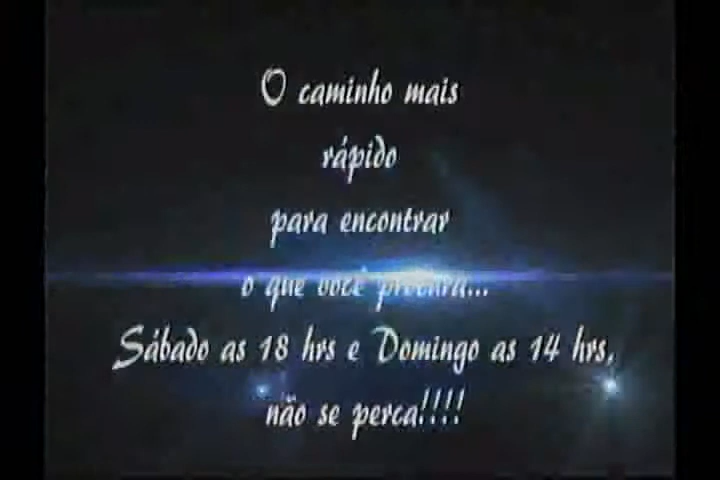 O caminho mais
rápido
para encontrar
o que você procura...
Sábado as 18 hrs e Domingo as 14 hrs,
não se perca!!!!